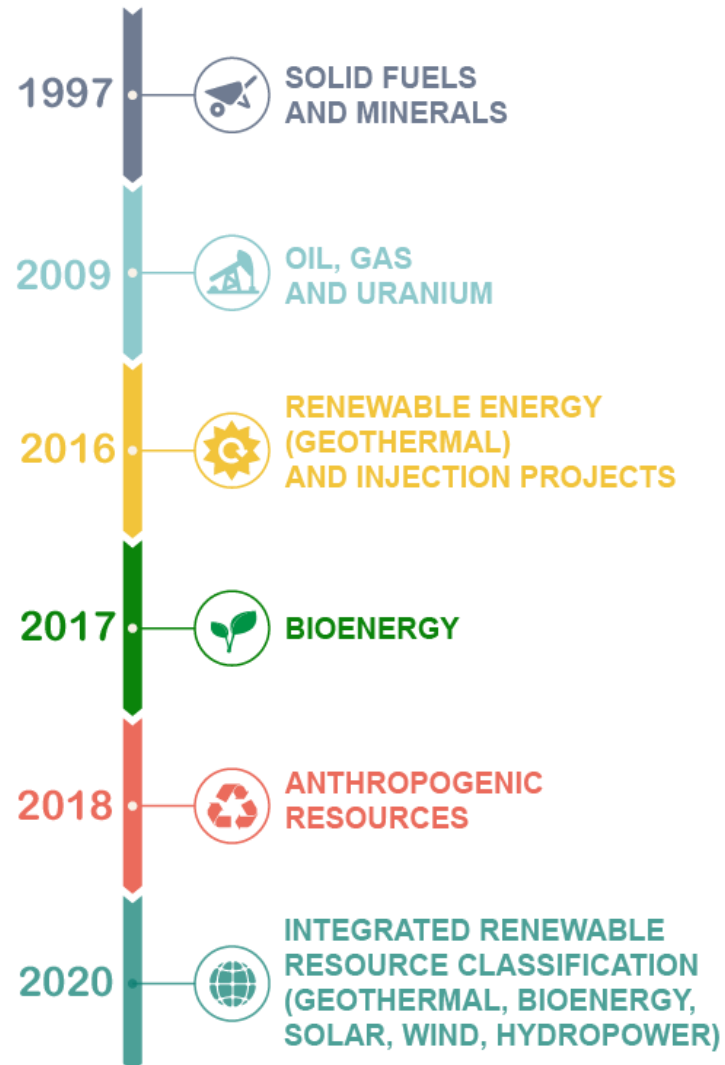 1997
SOLID FUELS
AND MINERALS
2009
OIL, GAS
AND URANIUM
2016
RENEWABLE ENERGY
(GEOTHERMAL)
AND INJECTION PROJECTS
2017
BIOENERGY
2018
ANTHROPOGENIC
RESOURCES
2020
INTEGRATED RENEWABLE
RESOURCE CLASSIFICATION
(GEOTHERMAL, BIOENERGY,
SOLAR, WIND, HYDROPOWER)